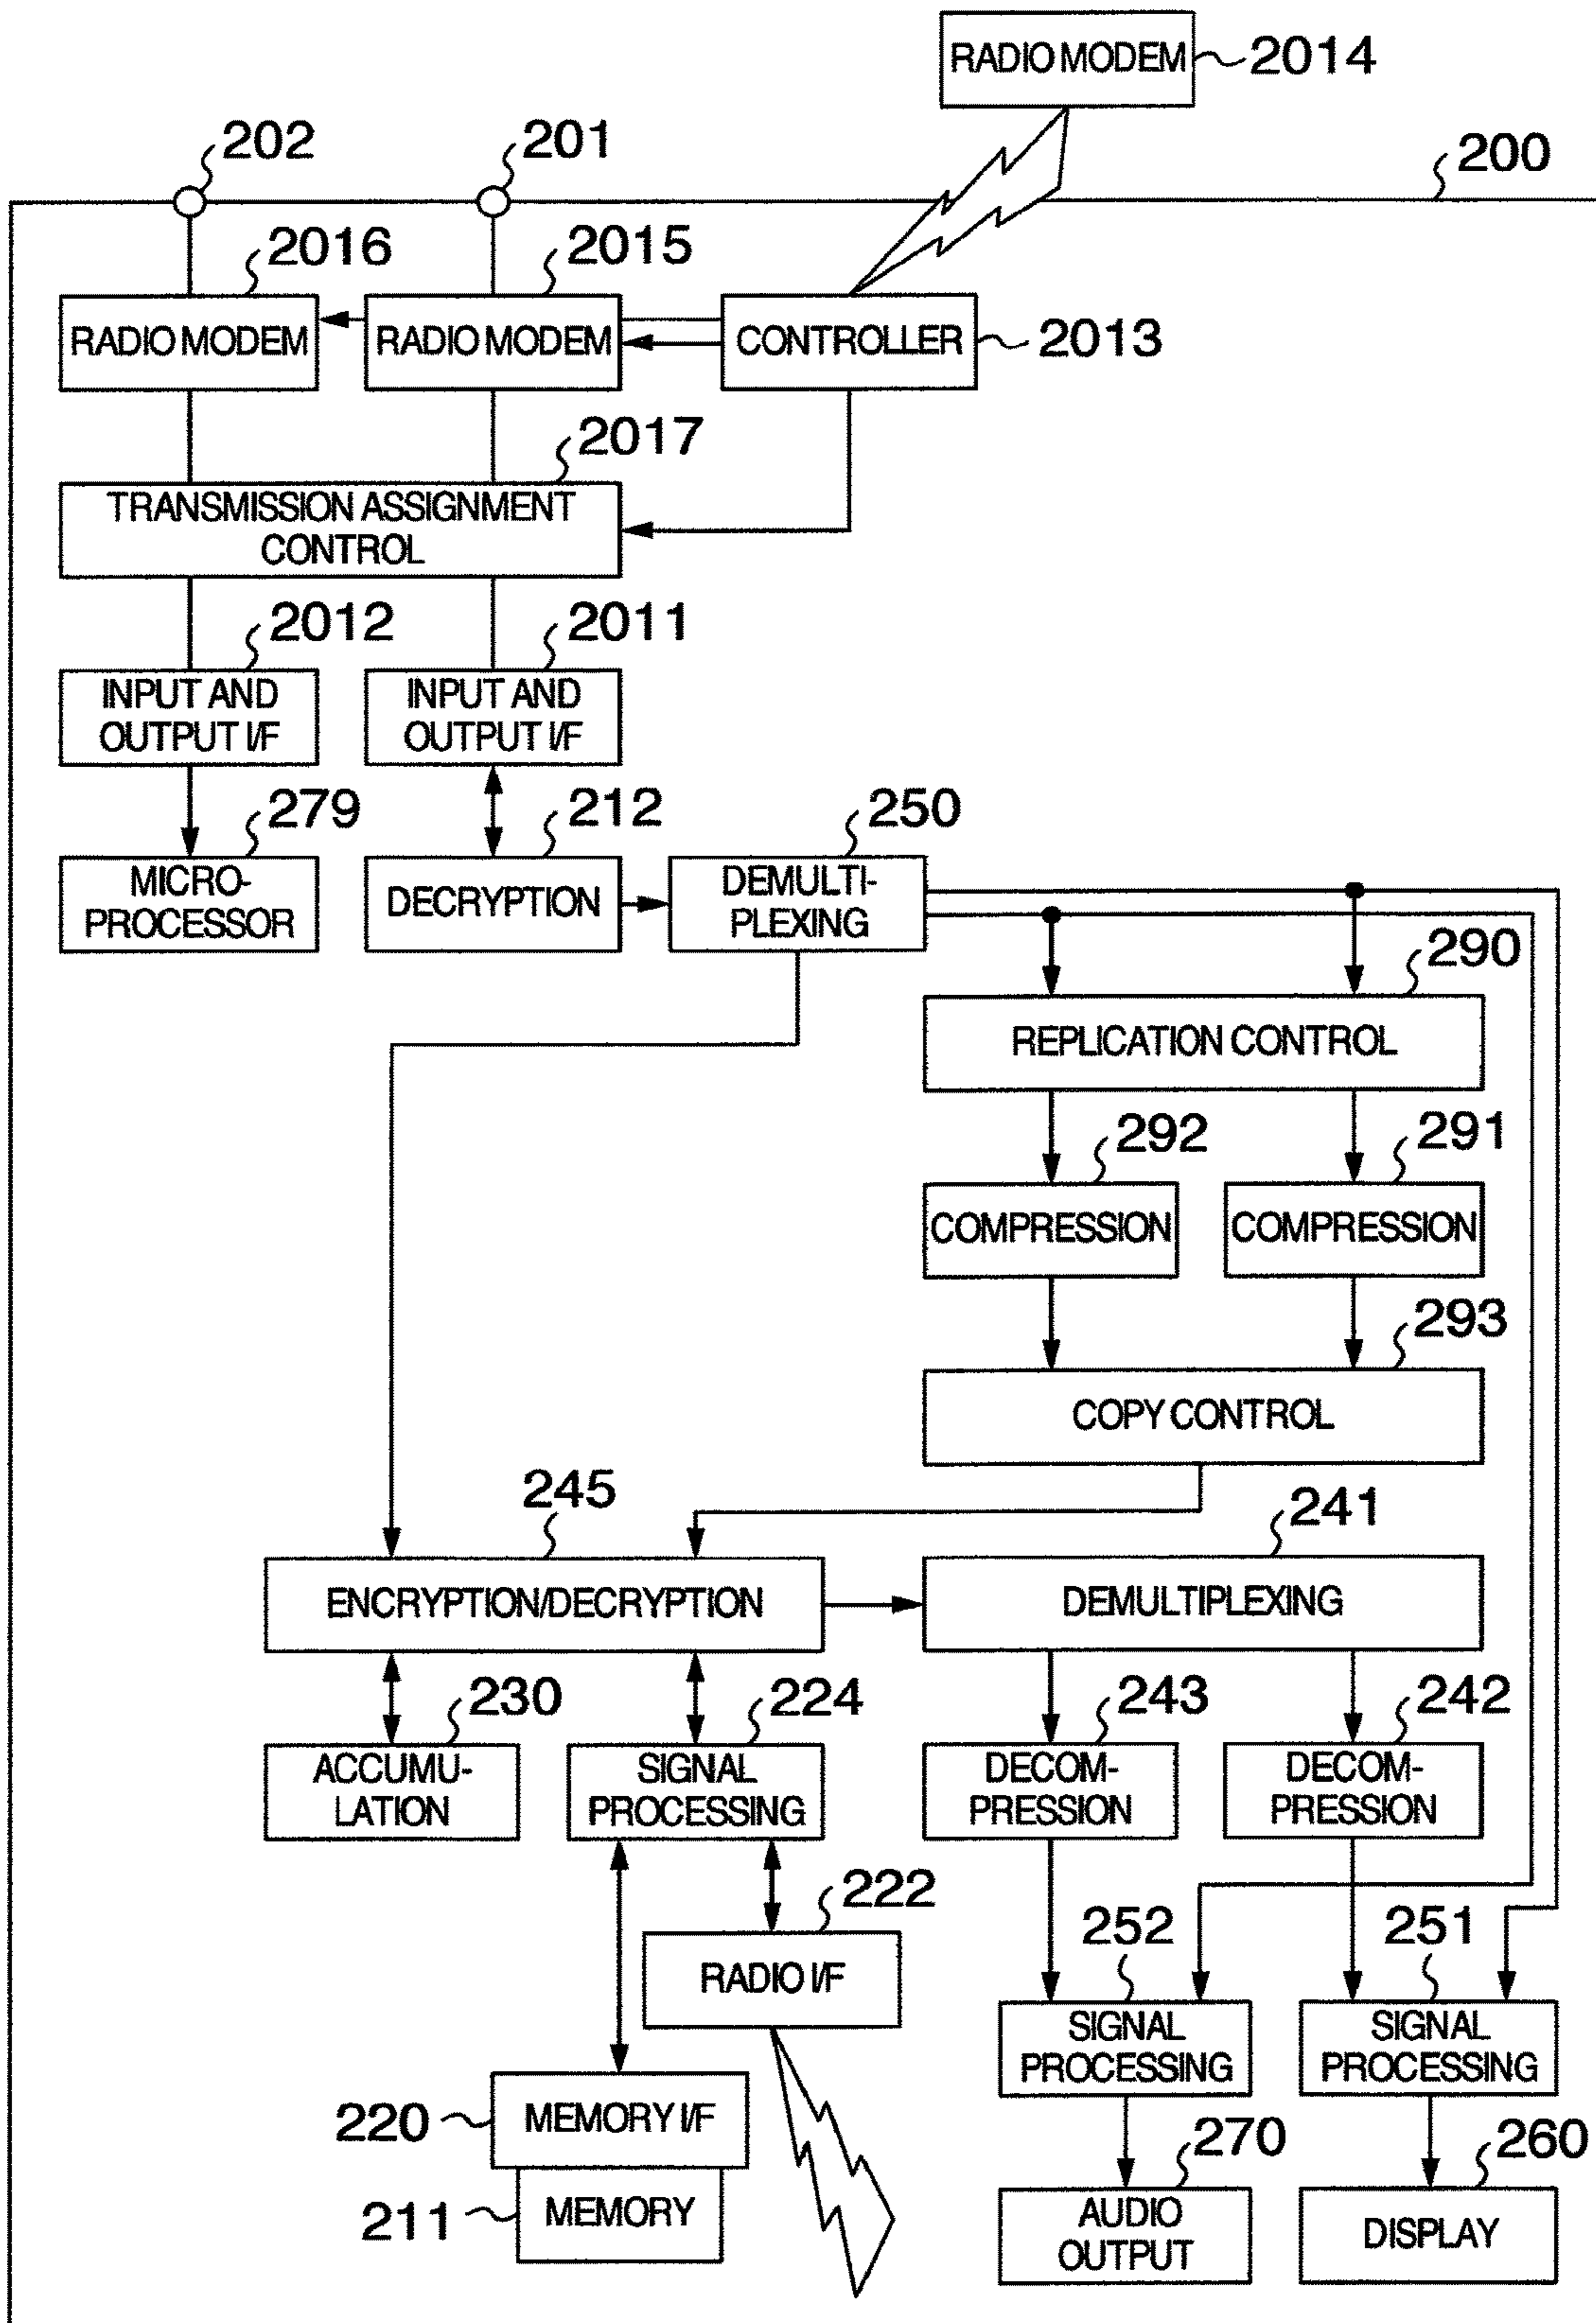 RADIO MODEM
2014
202
201
200
2016
2015
RADIO MODEM
RADIO MODEM
CONTROLLER
2013
2017
TRANSMISSION ASSIGNMENT
CONTROL
2012
2011
INPUT AND
OUTPUT I/F
INPUT AND
OUTPUT I/F
279
212
250
MICRO-
PROCESSOR
DECRYPTION
DEMULTI-
PLEXING
290
REPLICATION CONTROL
292
291
COMPRESSION
COMPRESSION
293
COPY CONTROL
245
241
ENCRYPTION/DECRYPTION
DEMULTIPLEXING
230
224
243
242
ACCUMU-
LATION
SIGNAL
PROCESSING
DECOM-
PRESSION
DECOM-
PRESSION
222
RADIO I/F
252
251
SIGNAL
PROCESSING
SIGNAL
PROCESSING
220
MEMORY I/F
270
260
211
MEMORY
AUDIO
OUTPUT
DISPLAY